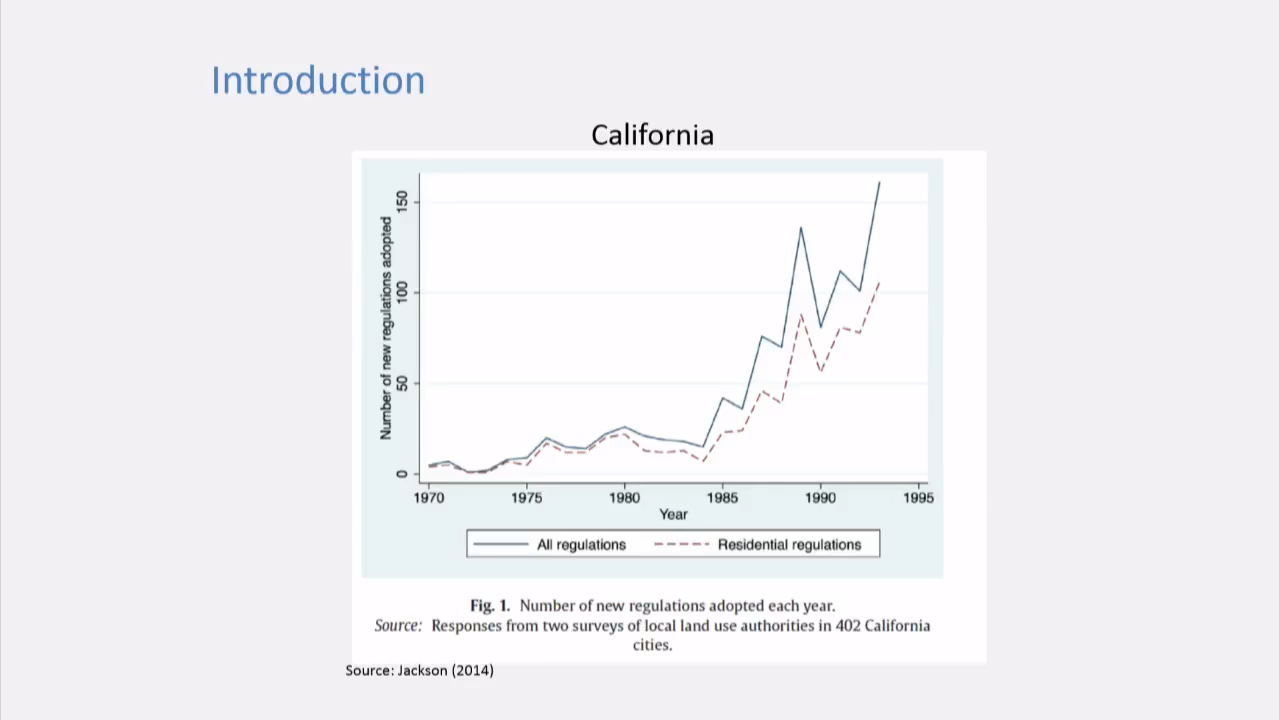 Introduction
California
Number of new regulations adopted
150
100
50
0
1970
1975
1980
1985
1990
1995
Year
All regulations
Residential regulations
Fig. 1. Number of new regulations adopted each year.
Source: Responses from two surveys of local land use authorities in 402 California
cities.
Source: Jackson (2014)